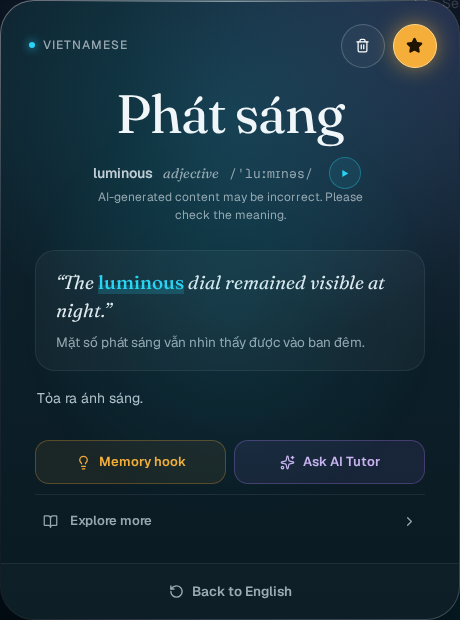 VIETNAMESE
Phát sáng
luminous adjective /ˈluːmɪnəs/
AI-generated content may be incorrect. Please
check the meaning.
“The luminous dial remained visible at
night.”
Mặt số phát sáng vẫn nhìn thấy được vào ban đêm.
Tỏa ra ánh sáng.
Memory hook
Ask AI Tutor
Explore more
Back to English